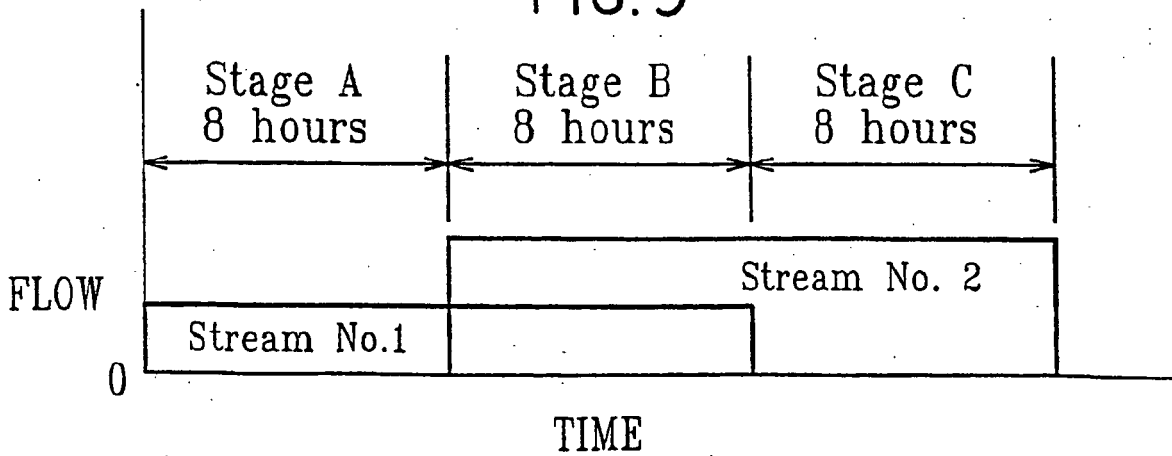 Stage A
8 hours
Stage B
8 hours
Stage C
8 hours
FLOW
Stream No. 2
Stream No.1
0
TIME